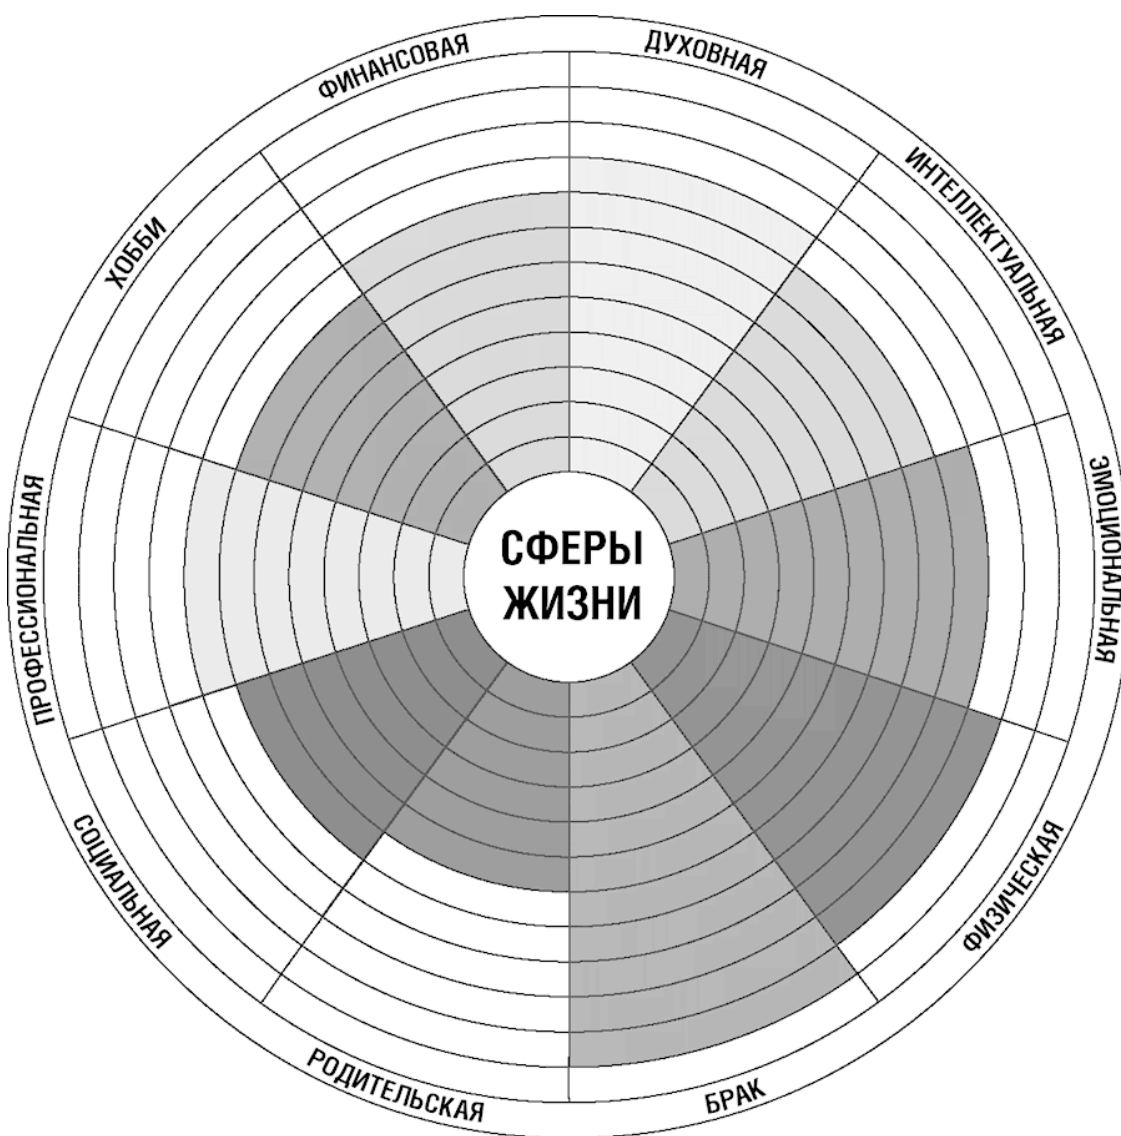 СФЕРЫ
ЖИЗНИ
ДУХОВНАЯ
ИНТЕЛЛЕКТУАЛЬНАЯ
ЭМОЦИОНАЛЬНАЯ
ФИЗИЧЕСКАЯ
БРАК
РОДИТЕЛЬСКАЯ
СОЦИАЛЬНАЯ
ПРОФЕССИОНАЛЬНАЯ
ХОББИ
ФИНАНСОВАЯ